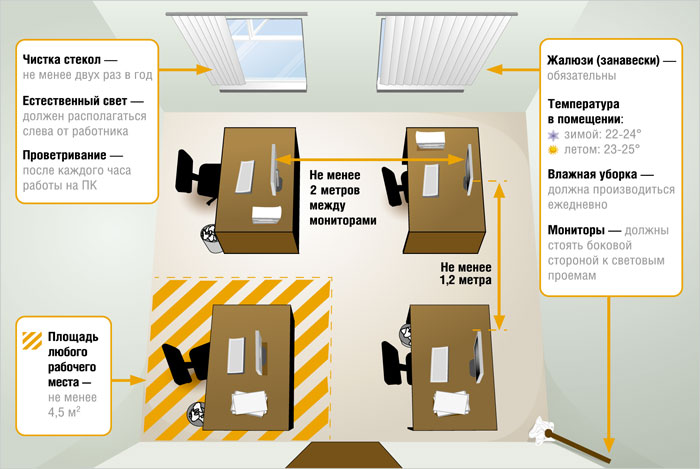 Чистка стекол —
не менее двух раз в год
Естественный свет —
должен располагаться
слева от работника
Проветривание —
после каждого часа
работы на ПК
Жалюзи (занавески) —
обязательны
Температура
в помещении:
зимой: 22-24°
летом: 23-25°
Влажная уборка —
должна производиться
ежедневно
Мониторы — должны
стоять боковой
стороной к световым
проемам
Не менее
2 метров
между
мониторами
Не менее
1,2 метра
Площадь
любого
рабочего
места —
не менее
4,5 м²